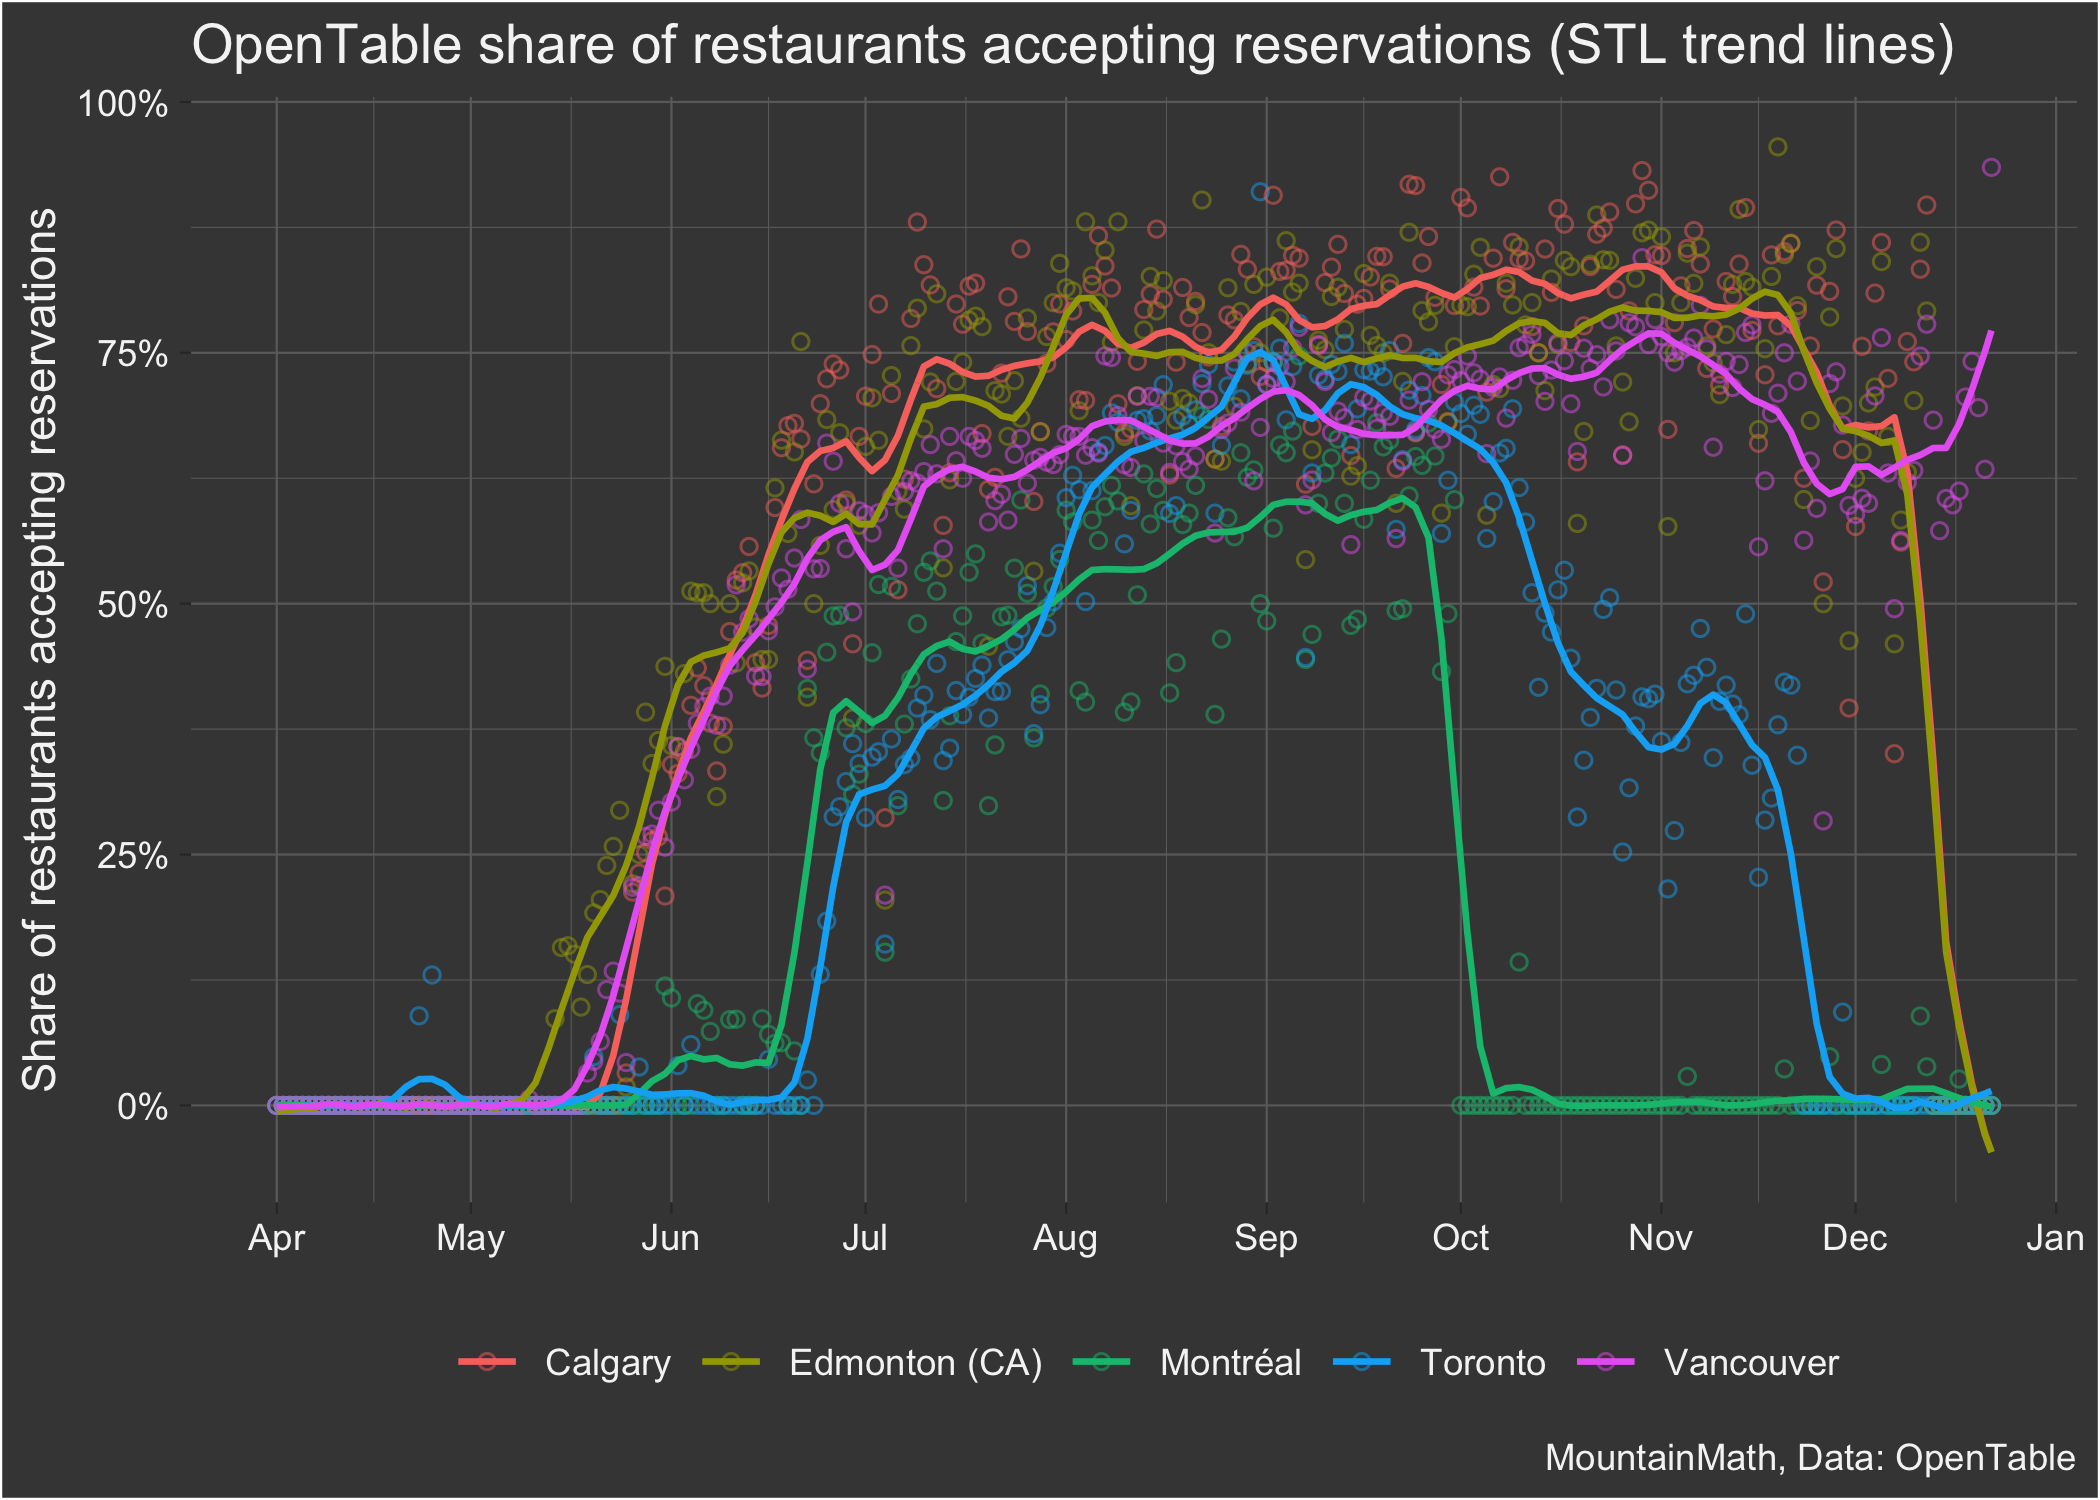 OpenTable share of restaurants accepting reservations (STL trend lines)
Share of restaurants accepting reservations
100%
75%
50%
25%
0%
Apr May Jun Jul Aug Sep Oct Nov Dec Jan
Calgary Edmonton (CA) Montréal Toronto Vancouver
MountainMath, Data: OpenTable